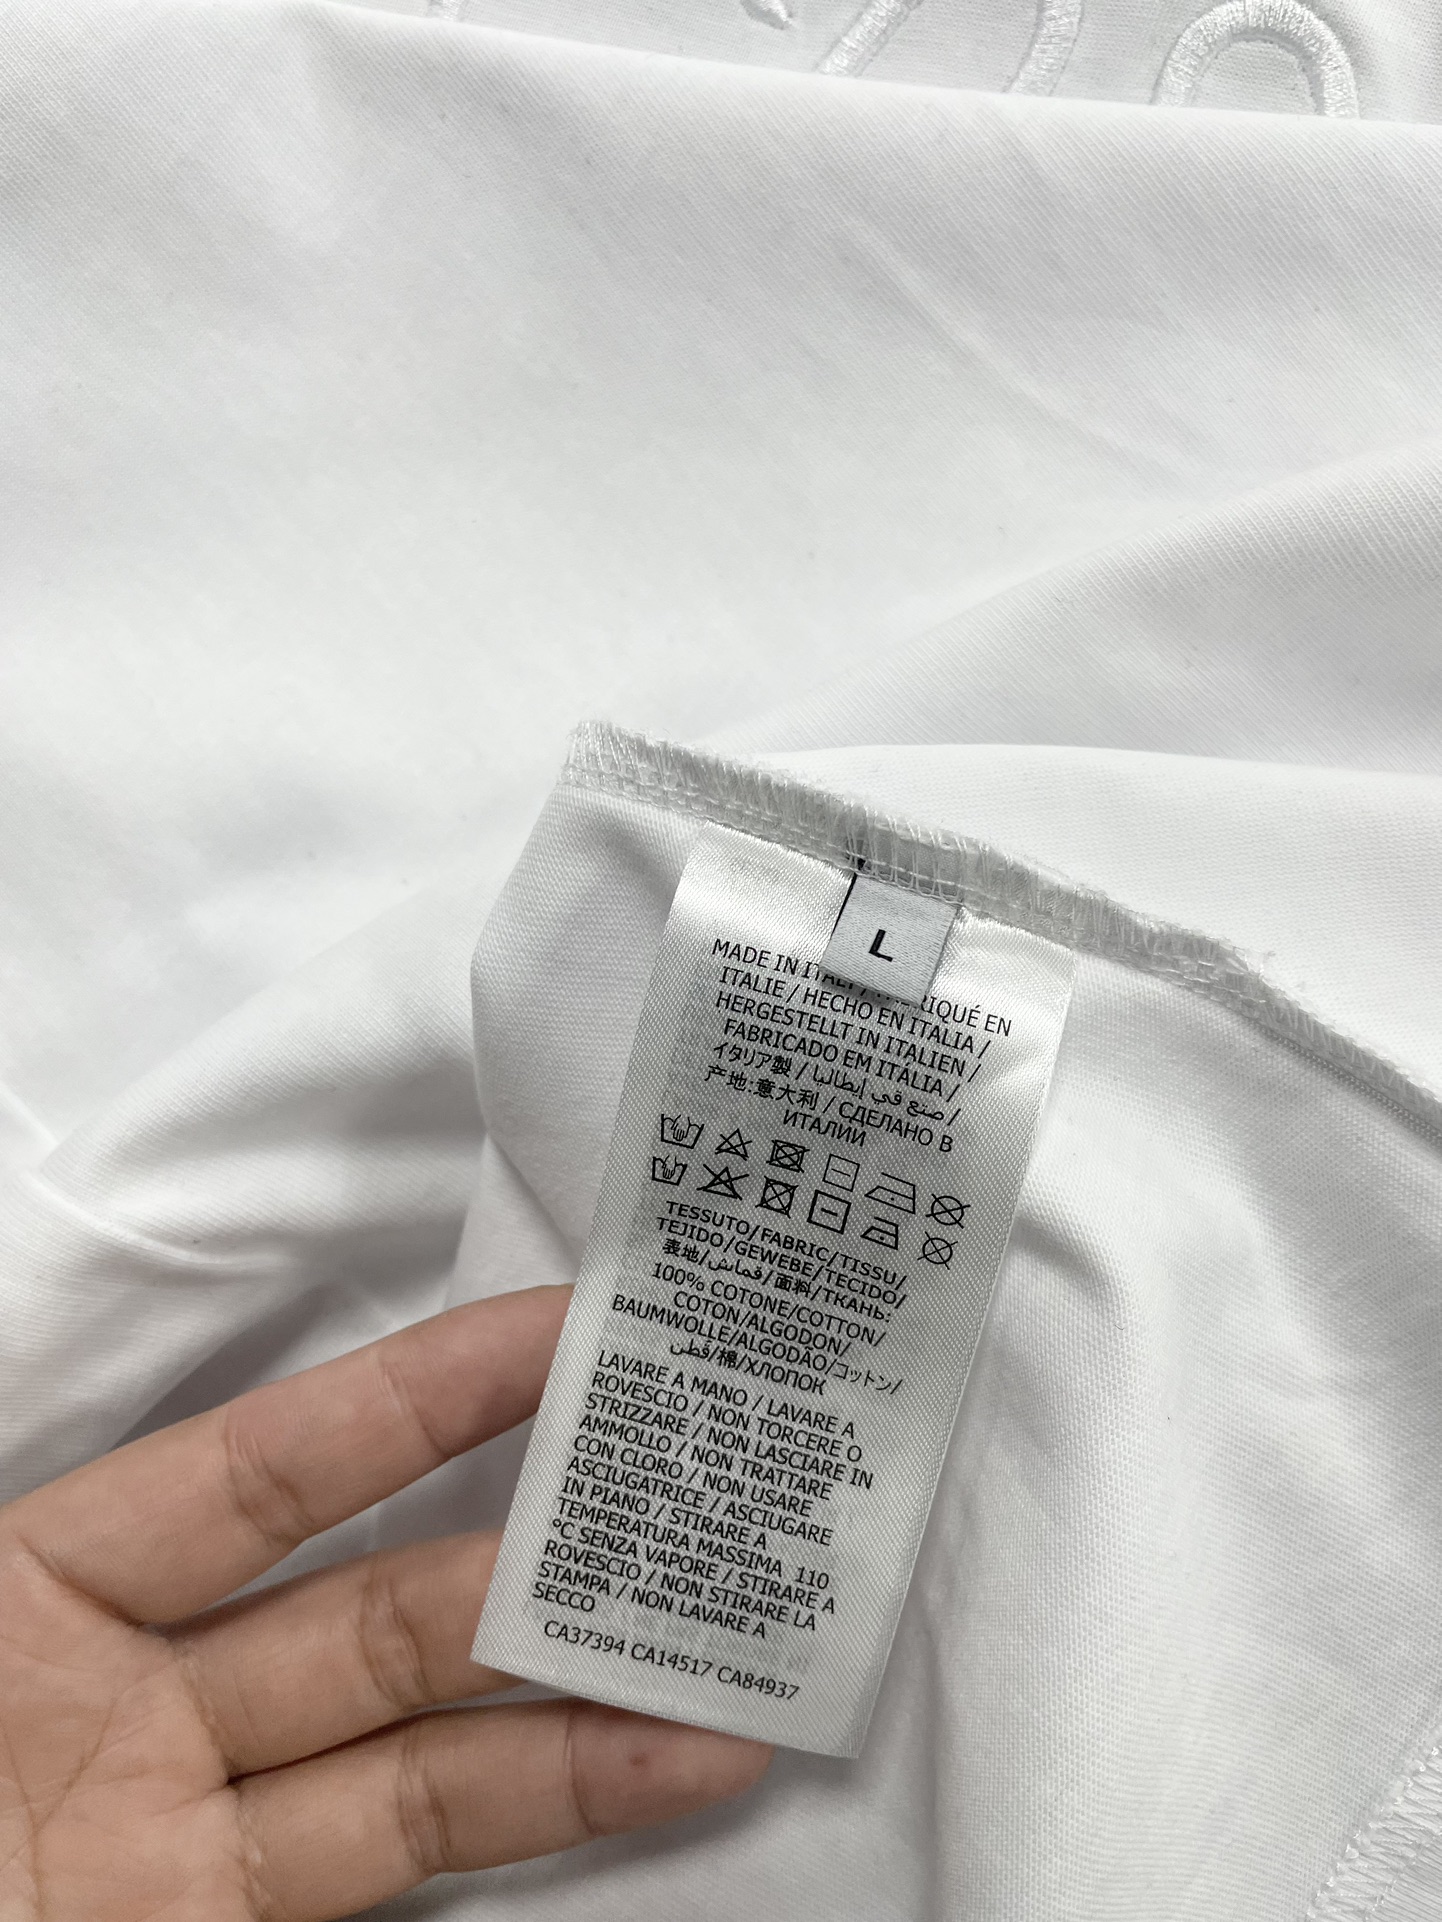 L
MADE IN ITALY / FABRIQUÉ EN
ITALIE / HECHO EN ITALIA /
HERGESTELLT IN ITALIEN /
FABRICADO EM ITÁLIA /
イタリア製 / صنع في إيطاليا /
产地:意大利 / СДЕЛАНО В
ИТАЛИИ
TESSUTO/FABRIC/TISSU/
TEJIDO/GEWEBE/TECIDO/
表地/قماش/面料/ТКАНЬ:
100% COTONE/COTTON/
COTON/ALGODON/
BAUMWOLLE/ALGODÃO/コットン/
قطن/棉/ХЛОПОК
LAVARE A MANO / LAVARE A
ROVESCIO / NON TORCERE O
STRIZZARE / NON LASCIARE IN
AMMOLLO / NON TRATTARE
CON CLORO / NON USARE
ASCIUGATRICE / ASCIUGARE
IN PIANO / STIRARE A
TEMPERATURA MASSIMA 110
°C SENZA VAPORE / STIRARE A
ROVESCIO / NON STIRARE LA
STAMPA / NON LAVARE A
SECCO
CA37394 CA14517 CA84937